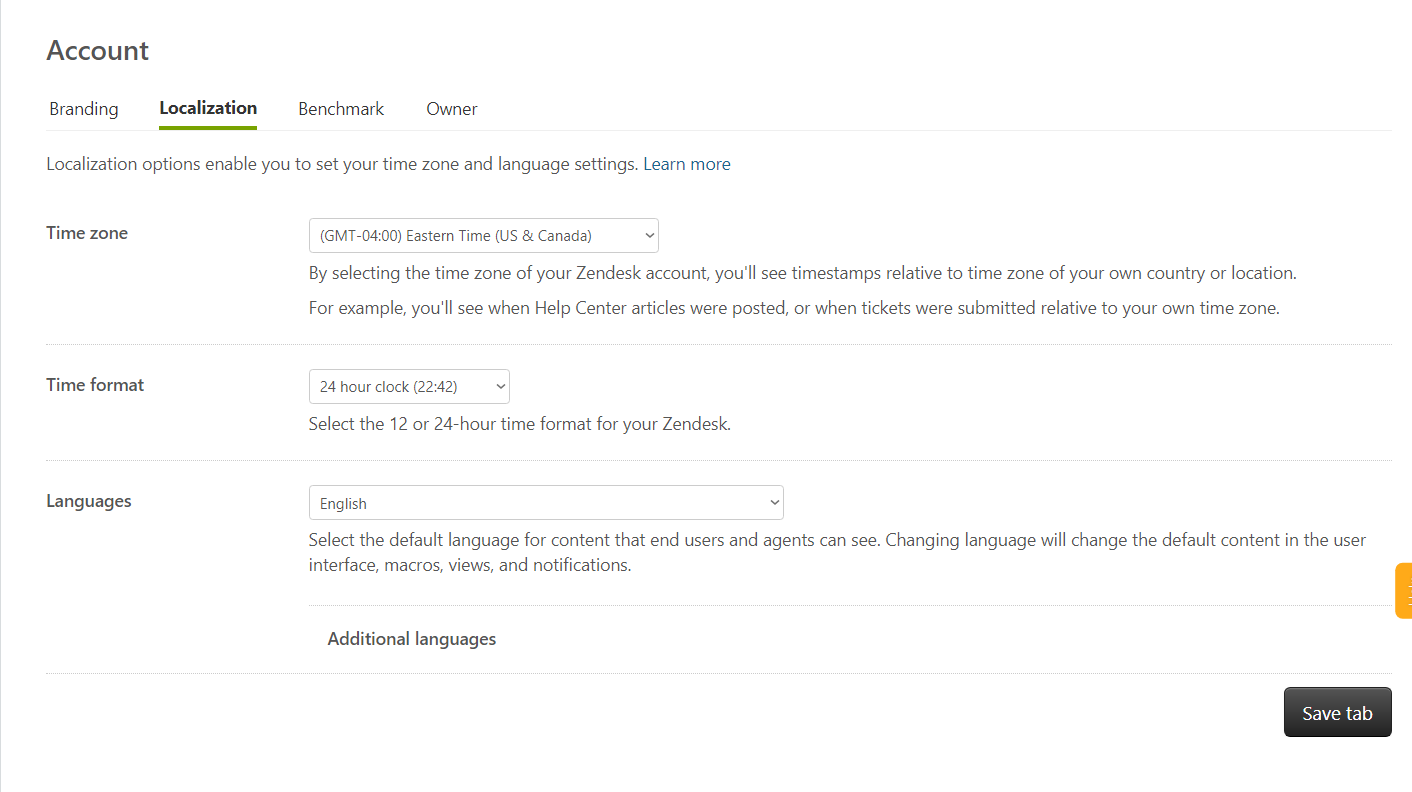 Account
Branding Localization Benchmark Owner
Localization options enable you to set your time zone and language settings. Learn more
Time zone
(GMT-04:00) Eastern Time (US & Canada)
By selecting the time zone of your Zendesk account, you'll see timestamps relative to time zone of your own country or location.
For example, you'll see when Help Center articles were posted, or when tickets were submitted relative to your own time zone.
Time format
24 hour clock (22:42)
Select the 12 or 24-hour time format for your Zendesk.
Languages
English
Select the default language for content that end users and agents can see. Changing language will change the default content in the user
interface, macros, views, and notifications.
Additional languages
Save tab